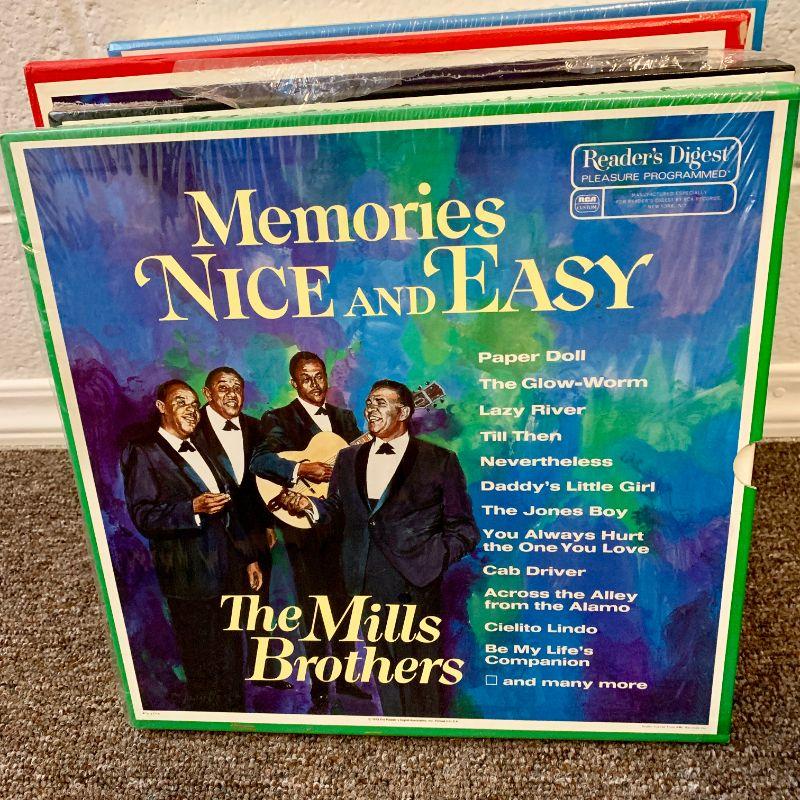 Reader's Digest
PLEASURE PROGRAMMED
RCA
CUSTOM
MANUFACTURED ESPECIALLY
FOR READER'S DIGEST BY RCA RECORDS,
NEW YORK, N.Y.
Memories
NICE AND EASY
Paper Doll
The Glow-Worm
Lazy River
Till Then
Nevertheless
Daddy's Little Girl
The Jones Boy
You Always Hurt
the One You Love
Cab Driver
Across the Alley
from the Alamo
Cielito Lindo
Be My Life's
Companion
□ and many more
The Mills
Brothers